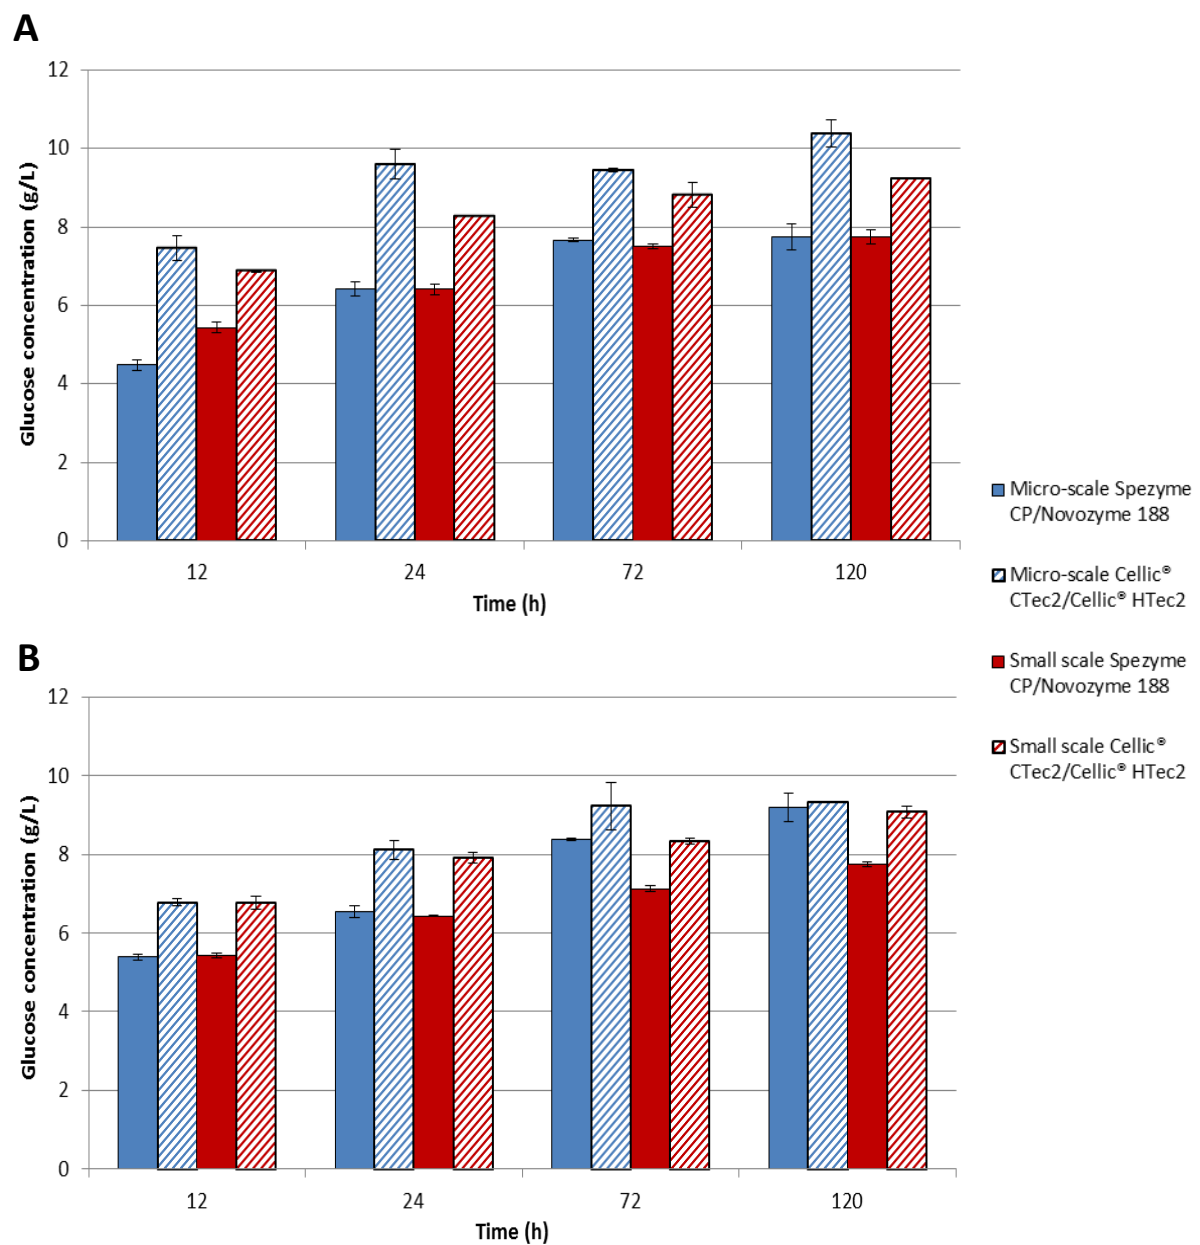 A
12
10
8
6
4
2
0
Glucose concentration (g/L)
12 24 72 120
Time (h)
Micro-scale Spezyme
CP/Novozyme 188
Micro-scale Cellic®
CTec2/Cellic® HTec2
Small scale Spezyme
CP/Novozyme 188
Small scale Cellic®
CTec2/Cellic® HTec2
B
12
10
8
6
4
2
0
Glucose concentration (g/L)
12 24 72 120
Time (h)